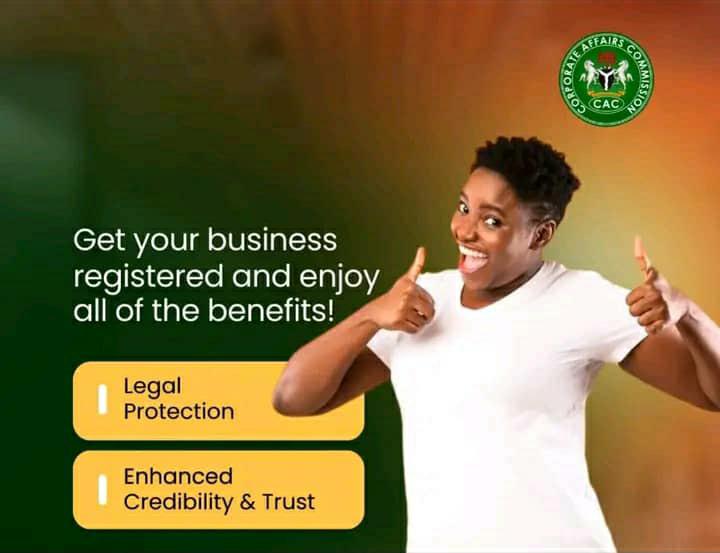 CORPORATE AFFAIRS COMMISSION
CAC
Get your business
registered and enjoy
all of the benefits!
Legal
Protection
Enhanced
Credibility & Trust